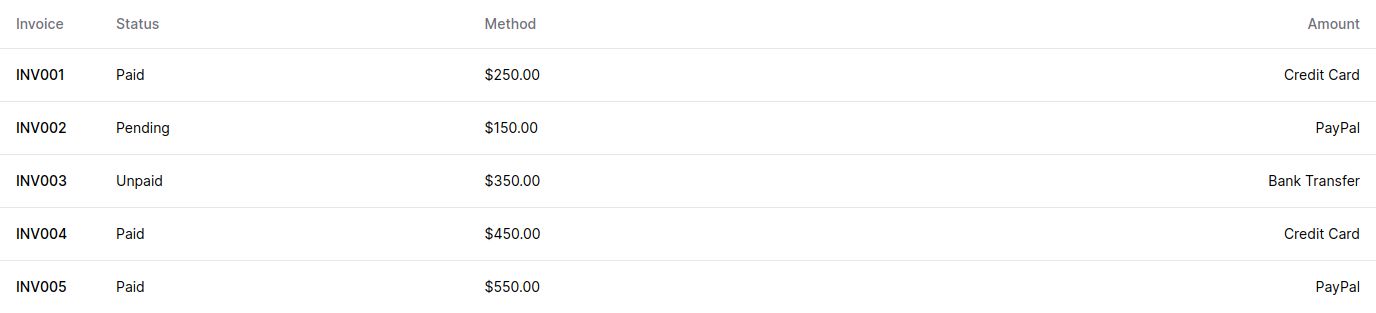 Invoice Status Method Amount
INV001 Paid $250.00 Credit Card
INV002 Pending $150.00 PayPal
INV003 Unpaid $350.00 Bank Transfer
INV004 Paid $450.00 Credit Card
INV005 Paid $550.00 PayPal